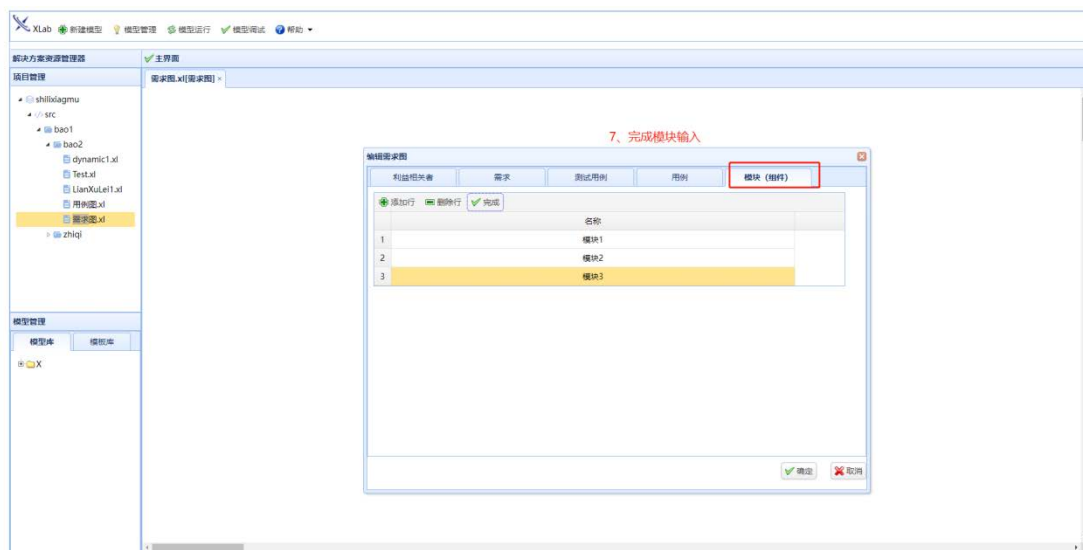 XLab 新建模型 模型管理 模型运行 模型调试 帮助
解决方案资源管理器 主界面
项目管理 需求图.xl[需求图] ×
shilixiagmu
src
bao1
bao2
dynamic1.xl
Test.xl
LianXuLei1.xl
用例图.xl
需求图.xl
zhiqi
7、完成模块输入
编辑需求图
利益相关者 需求 测试用例 用例 模块（组件）
添加行 删除行 完成
名称
1 模块1
2 模块2
3 模块3
确定 取消
模型管理
模型库 模板库
X